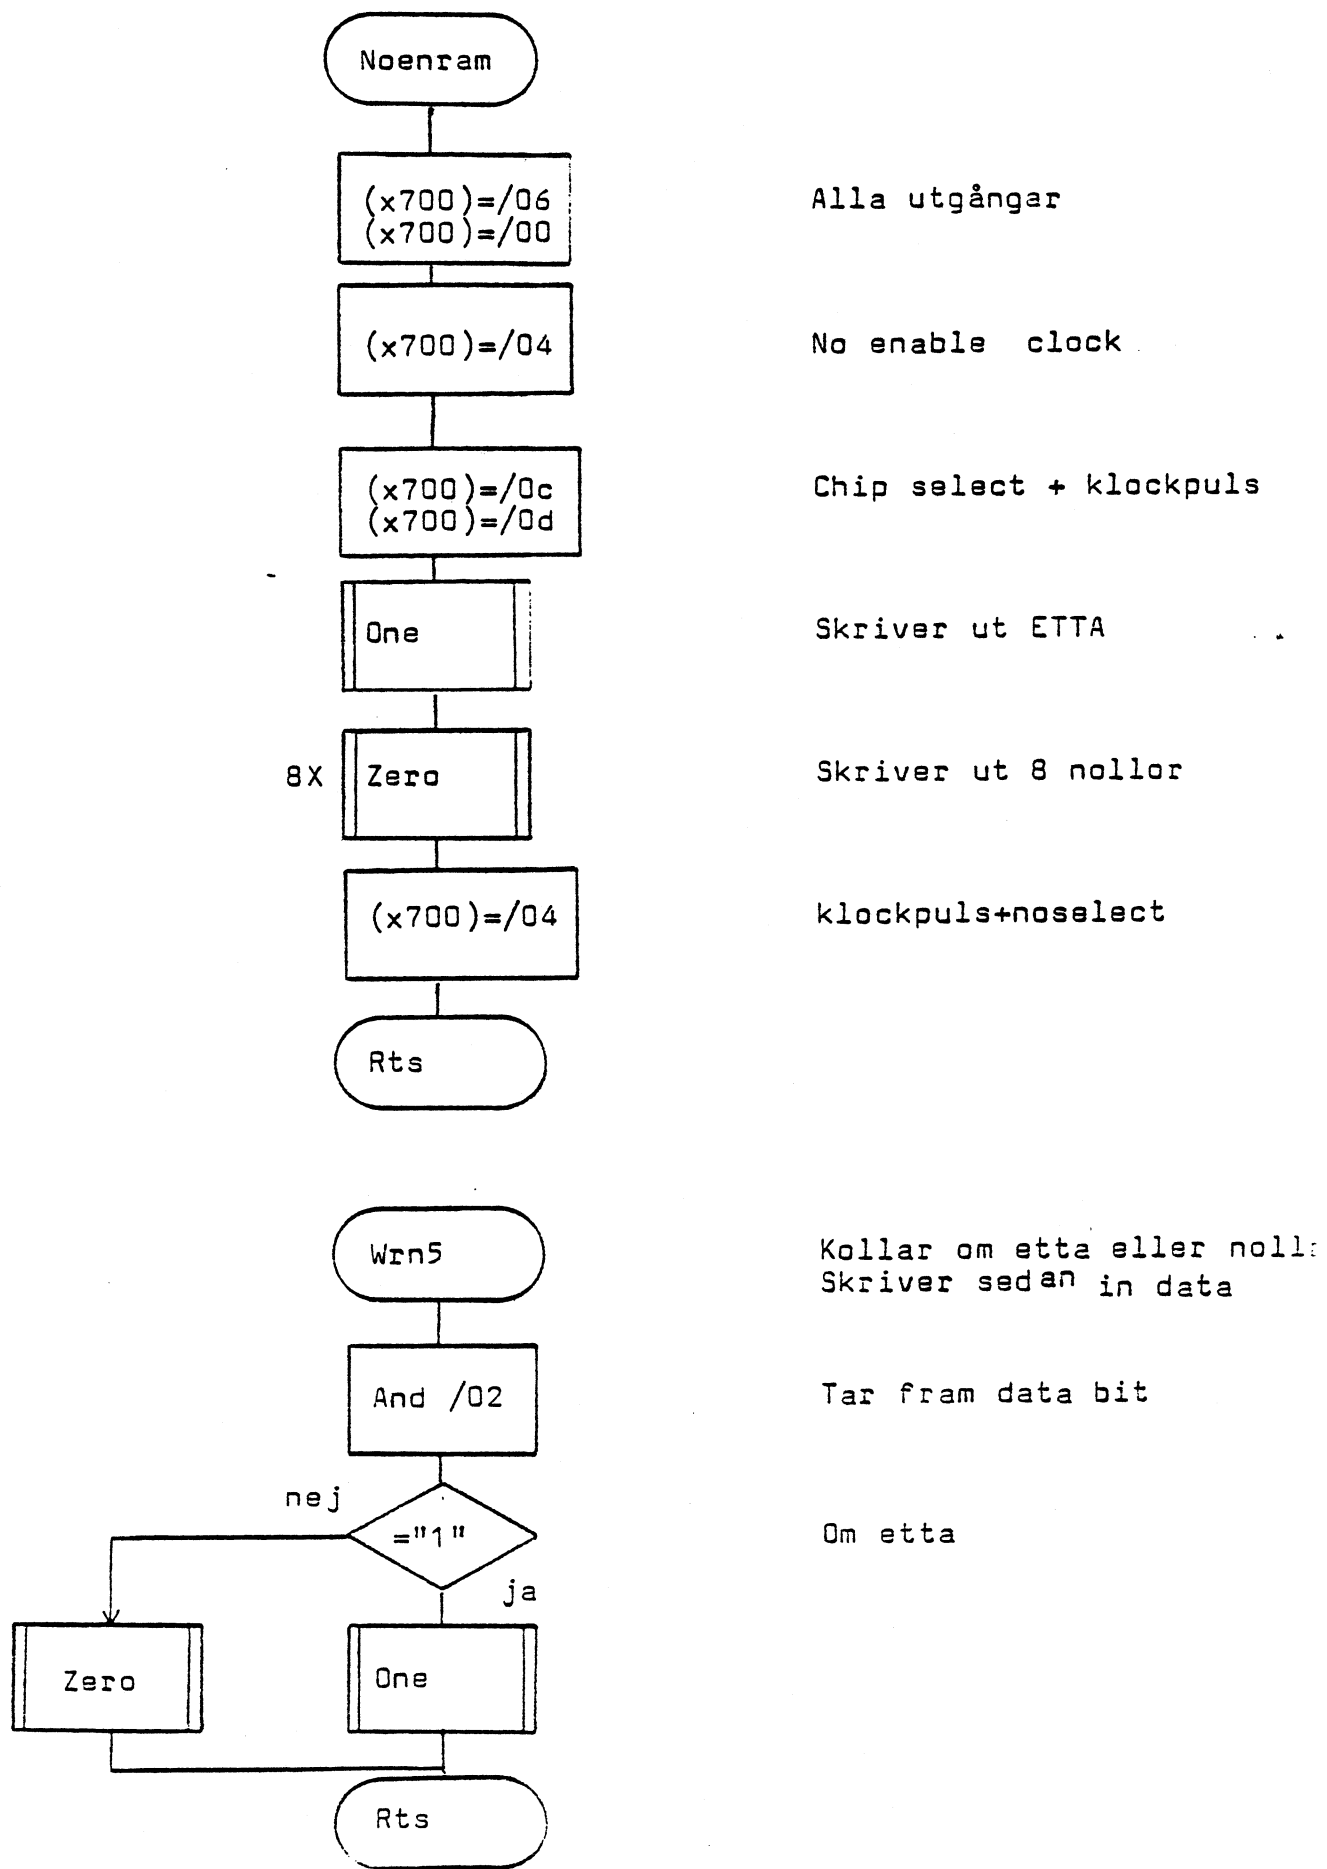 Noenram
(x700)=/06 Alla utgångar
(x700)=/00
(x700)=/04 No enable clock
(x700)=/0c Chip select + klockpuls
(x700)=/0d
One Skriver ut ETTA
8X Zero Skriver ut 8 nollor
(x700)=/04 klockpuls+noselect
Rts
Wrn5 Kollar om etta eller
Skriver sedan in data
And /02 Tar fram data bit
nej
="1" Om etta
ja
Zero One
Rts